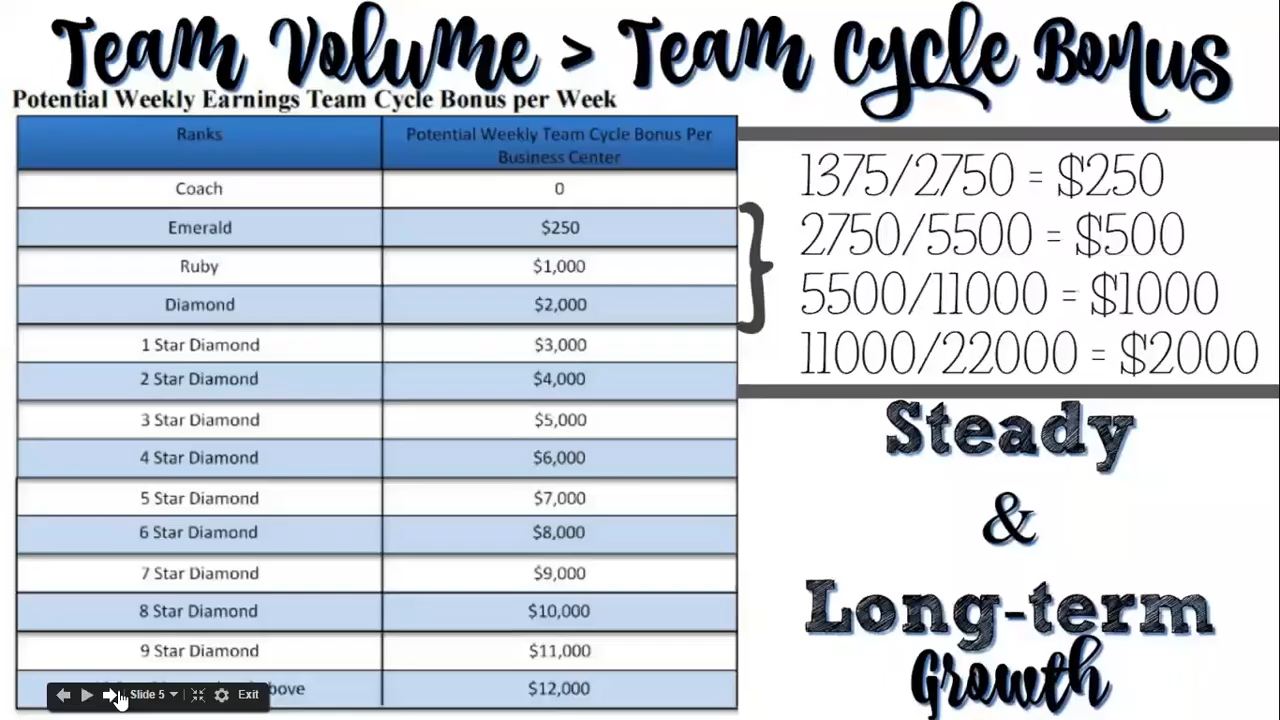 Team Volume > Team Cycle Bonus
Potential Weekly Earnings Team Cycle Bonus per Week
Ranks Potential Weekly Team Cycle Bonus Per
Business Center
Coach 0
Emerald $250
Ruby $1,000
Diamond $2,000
1 Star Diamond $3,000
2 Star Diamond $4,000
3 Star Diamond $5,000
4 Star Diamond $6,000
5 Star Diamond $7,000
6 Star Diamond $8,000
7 Star Diamond $9,000
8 Star Diamond $10,000
9 Star Diamond $11,000
$12,000
Slide 5 Exit
1375/2750 = $250
2750/5500 = $500
5500/11000 = $1000
11000/22000 = $2000
Steady
&
Long-term
Growth